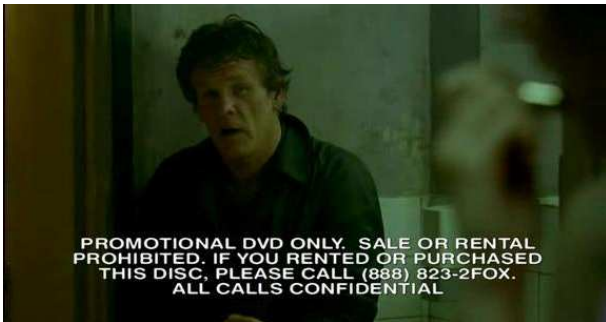 PROMOTIONAL DVD ONLY. SALE OR RENTAL
PROHIBITED. IF YOU RENTED OR PURCHASED
THIS DISC, PLEASE CALL (888) 823-2FOX.
ALL CALLS CONFIDENTIAL